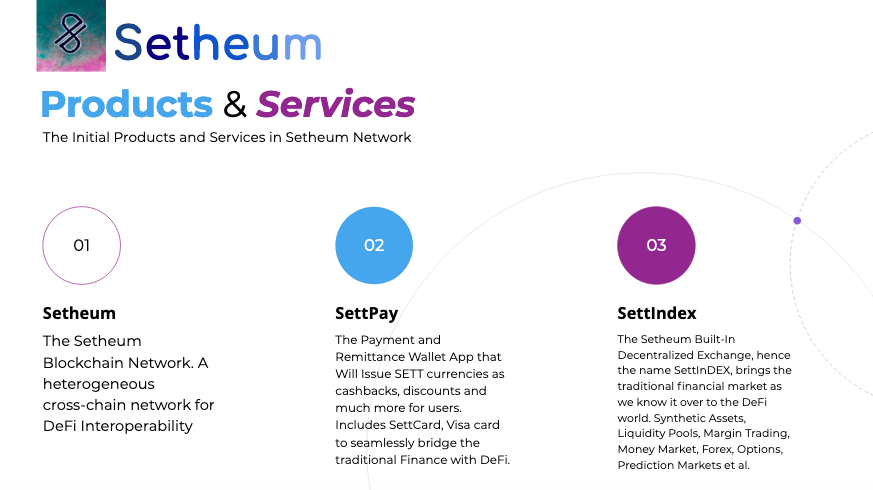 Setheum
Products & Services
The Initial Products and Services in Setheum Network
01
02
03
Setheum
The Setheum
Blockchain Network. A
heterogeneous
cross-chain network for
DeFi Interoperability
SettPay
The Payment and
Remittance Wallet App that
Will Issue SETT currencies as
cashbacks, discounts and
much more for users.
Includes SettCard, Visa card
to seamlessly bridge the
traditional Finance with DeFi.
SettIndex
The Setheum Built-In
Decentralized Exchange, hence
the name SettInDEX, brings the
traditional financial market as
we know it over to the DeFi
world. Synthetic Assets,
Liquidity Pools, Margin Trading,
Money Market, Forex, Options,
Prediction Markets et al.